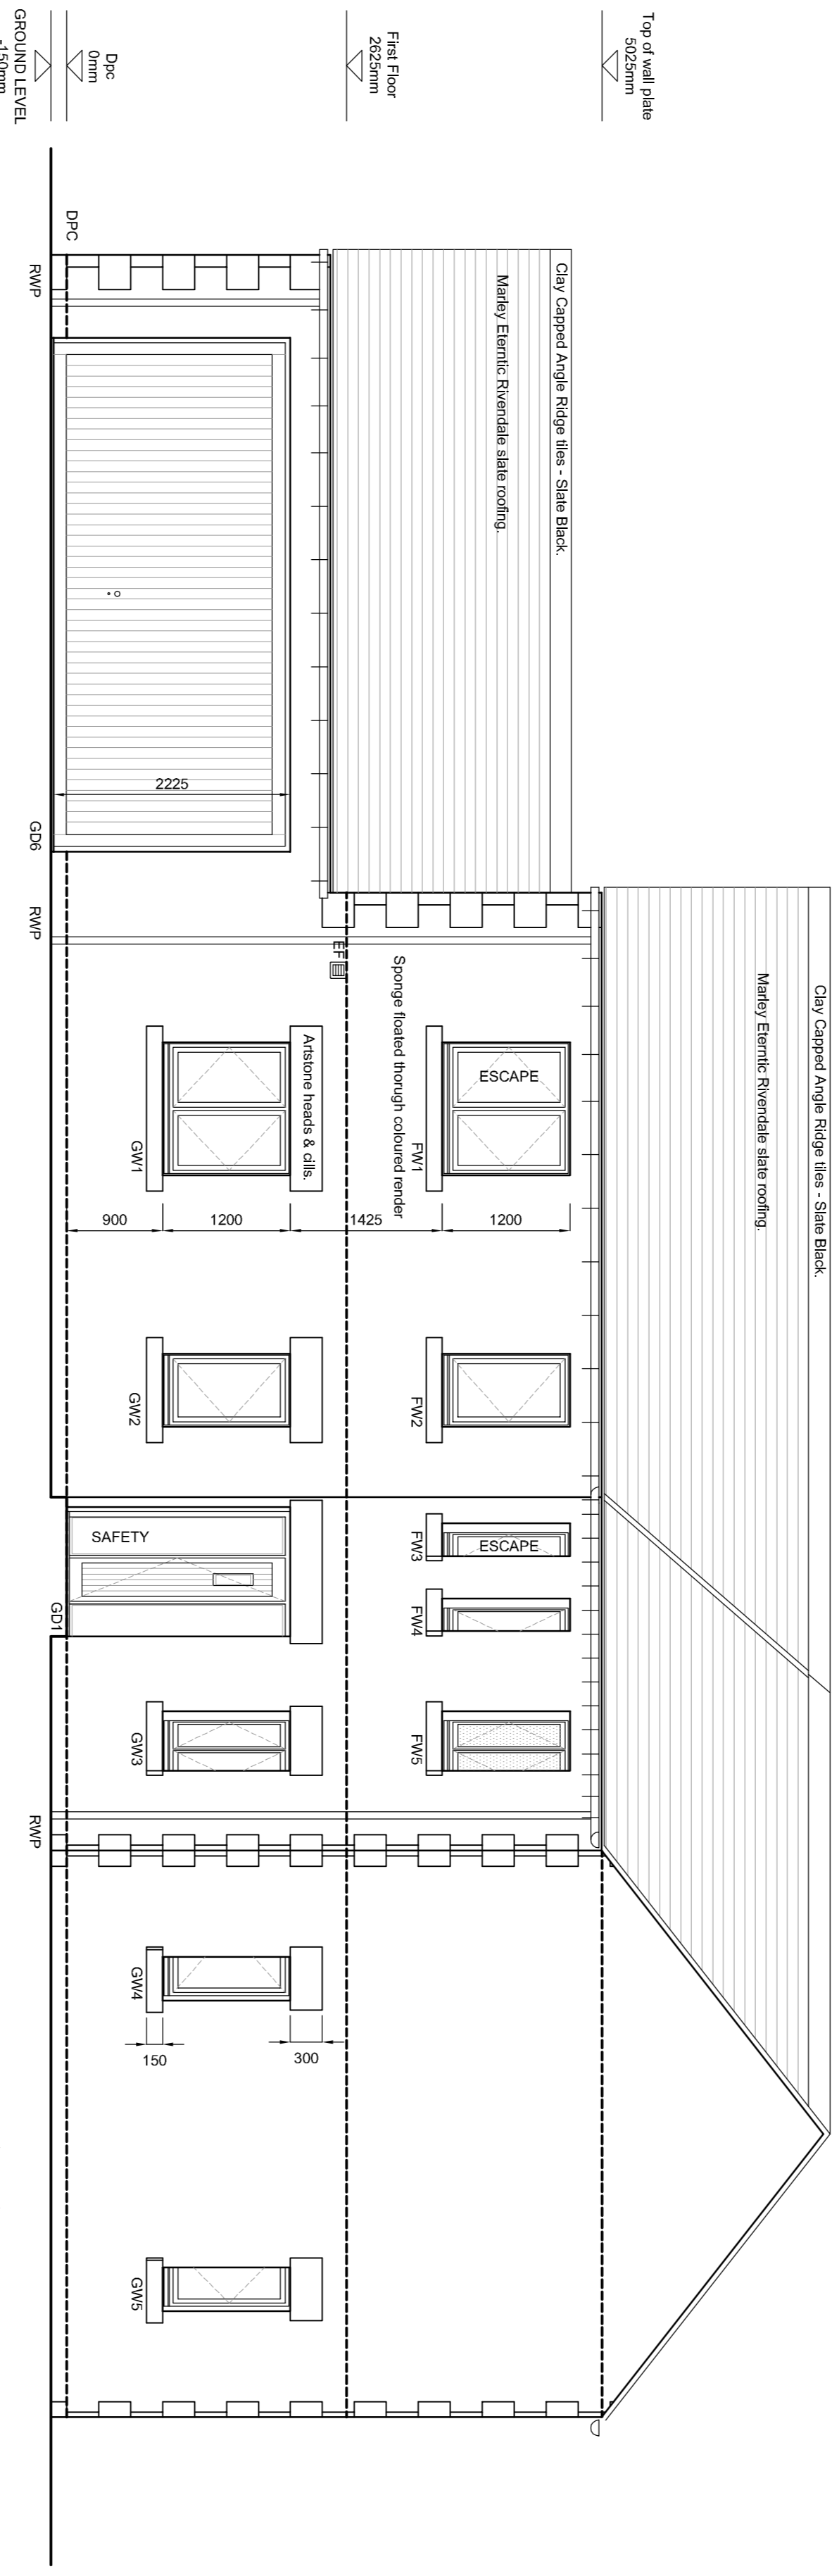 Top of wall plate
5025mm
First Floor
2625mm
Dpc
0mm
GROUND LEVEL
-150mm
Clay Capped Angle Ridge tiles - Slate Black.
Marley Eterntic Rivendale slate roofing.
Clay Capped Angle Ridge tiles - Slate Black.
Marley Eterntic Rivendale slate roofing.
DPC
RWP
2225
GD6
RWP
EF
Sponge floated thorugh coloured render
ESCAPE
FW1
1200
1425
Artstone heads & cills.
GW1
1200
900
FW2
GW2
ESCAPE
FW3
FW4
FW5
SAFETY
GD1
GW3
RWP
GW4
300
150
GW5